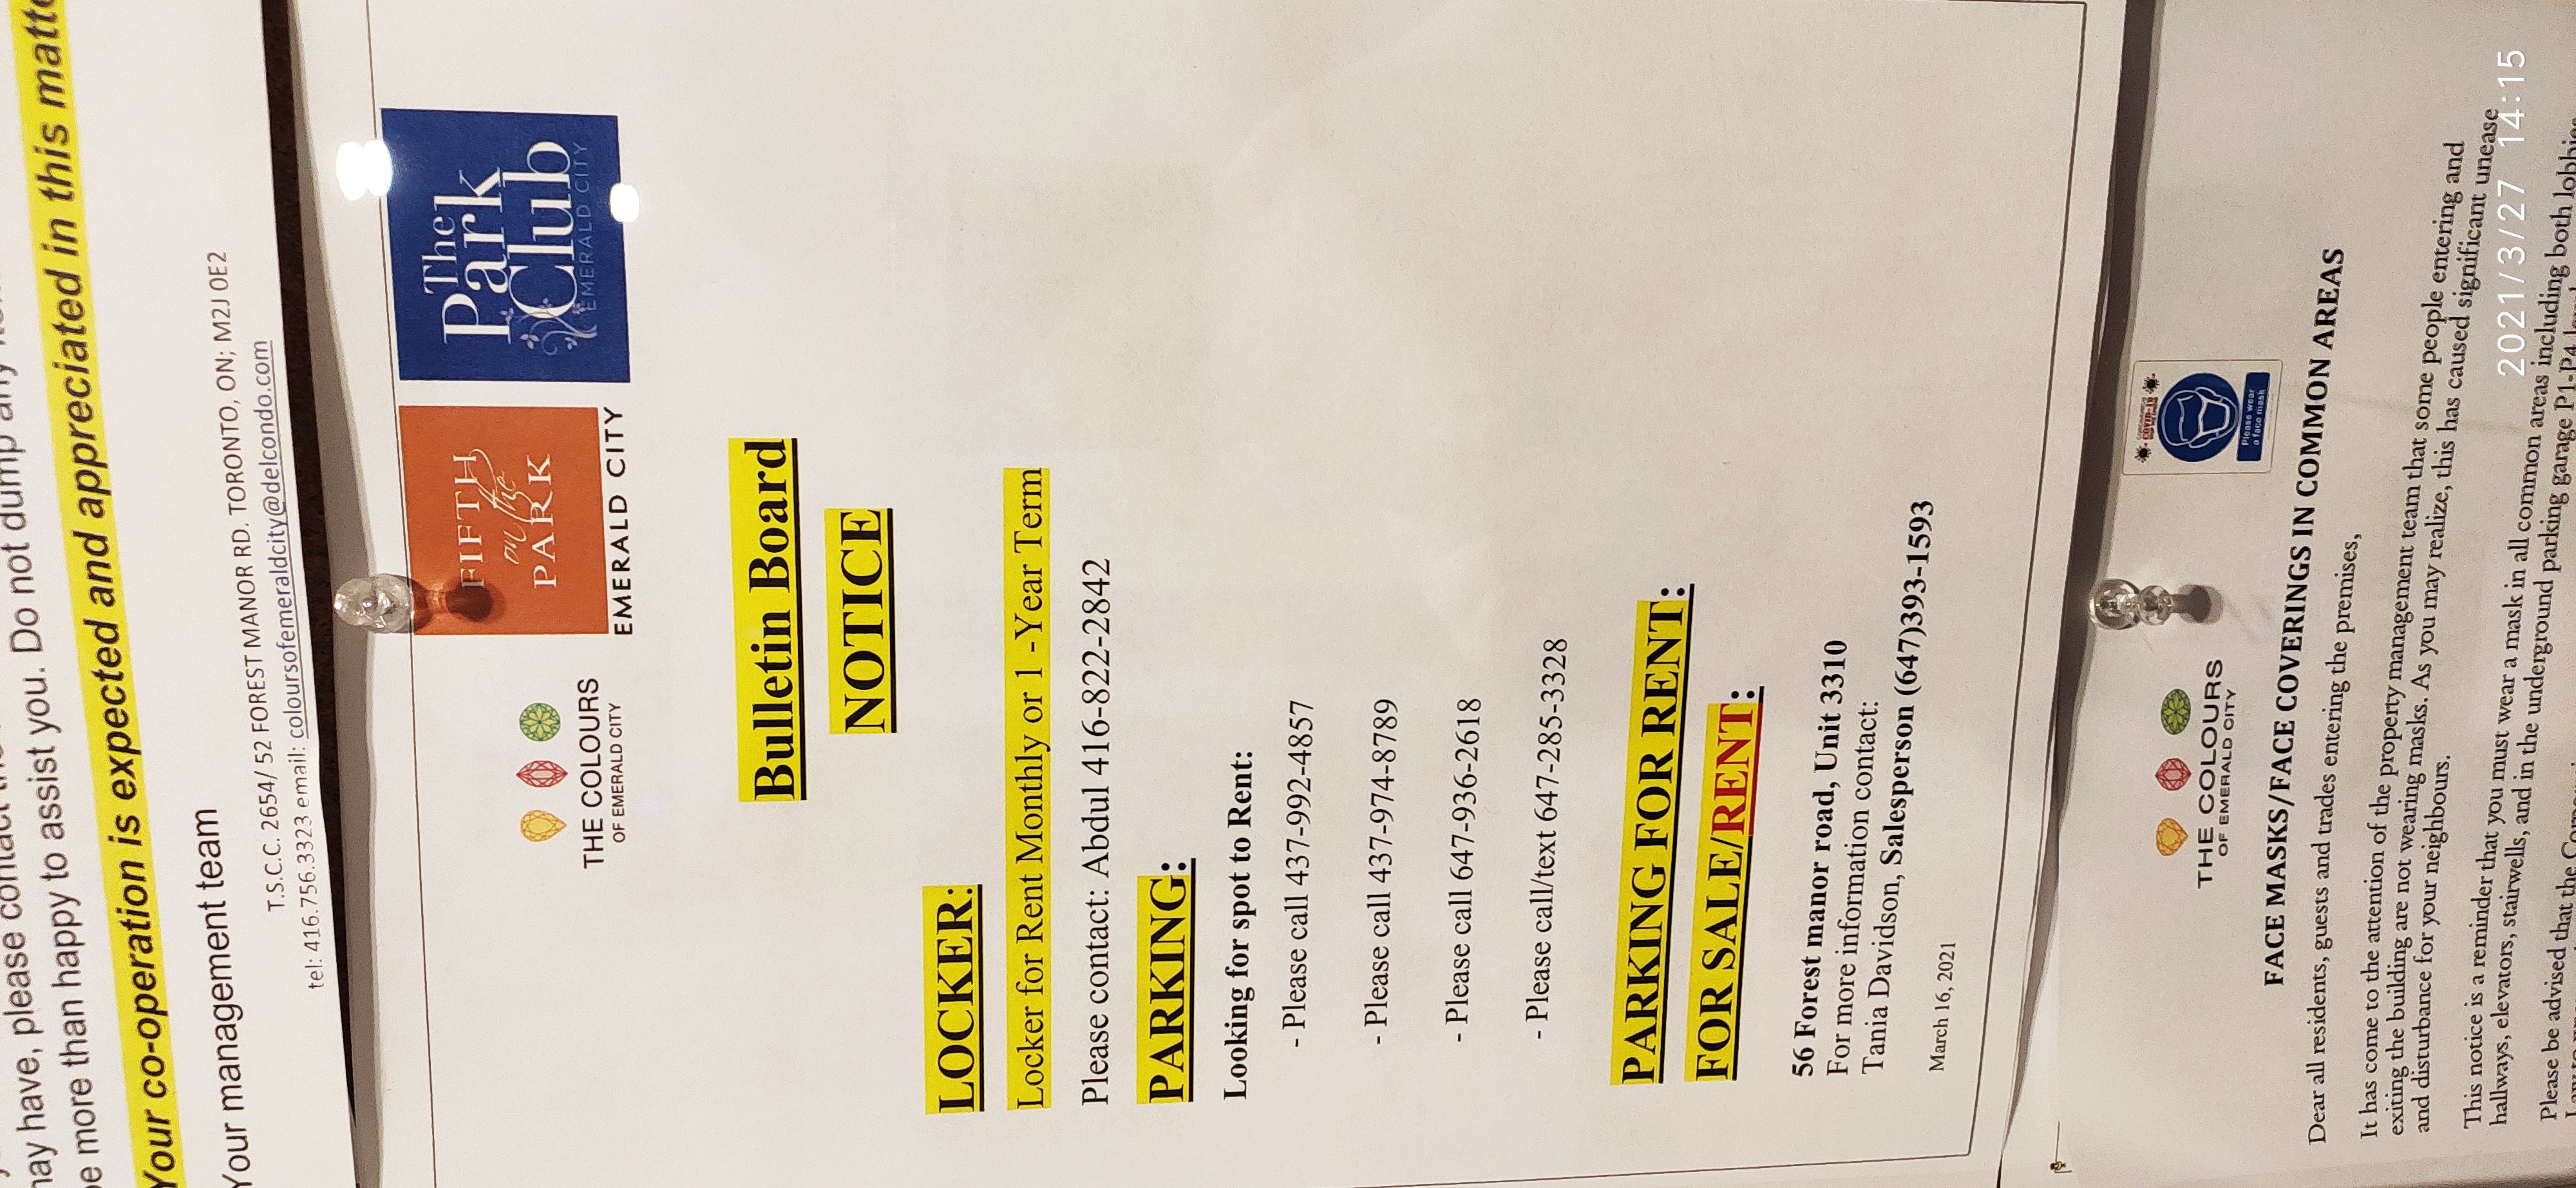 may have, please contact
be more than happy to assist you. Do not dump any
Your co-operation is expected and appreciated in this
Your management team
T.S.C.C. 2654/ 52 FOREST MANOR RD. TORONTO, ON; M2J 0E2
tel: 416.756.3323 email: coloursofemeraldcity@delcondo.com
THE COLOURS
OF EMERALD CITY
FIFTH
on the
PARK
EMERALD CITY
The
Park
Club
EMERALD CITY
Bulletin Board
NOTICE
LOCKER:
Locker for Rent Monthly or 1 -Year Term
Please contact: Abdul 416-822-2842
PARKING:
Looking for spot to Rent:
- Please call 437-992-4857
- Please call 437-974-8789
- Please call 647-936-2618
- Please call/text 647-285-3328
PARKING FOR RENT:
FOR SALE/RENT:
56 Forest manor road, Unit 3310
For more information contact:
Tania Davidson, Salesperson (647)393-1593
March 16, 2021
THE COLOURS
OF EMERALD CITY
COVID-19
Please wear
a face mask
FACE MASKS/FACE COVERINGS IN COMMON AREAS
Dear all residents, guests and trades entering the premises,
It has come to the attention of the property management team that some people entering and
exiting the building are not wearing masks. As you may realize, this has caused significant unease
and disturbance for your neighbours.
This notice is a reminder that you must wear a mask in all common areas including both lobbies
hallways, elevators, stairwells, and in the underground parking garage P1-P4
Please be advised that the
2021/3/27 14:15